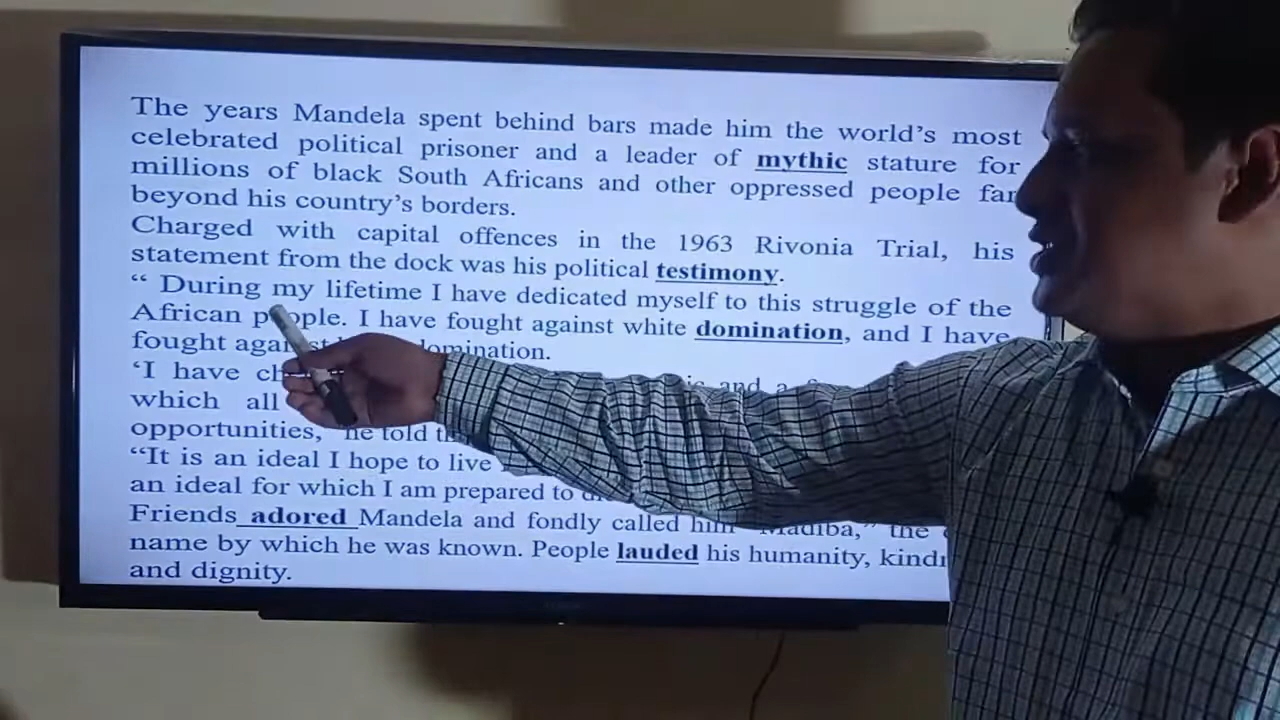 The years Mandela spent behind bars made him the world's most
celebrated political prisoner and a leader of mythic stature for
millions of black South Africans and other oppressed people far
beyond his country's borders.
Charged with capital offences in the 1963 Rivonia Trial, his
statement from the dock was his political testimony.
“ During my lifetime I have dedicated myself to this struggle of the
African people. I have fought against white domination, and I have
fought against domination.
‘I have and a
which all
opportunities,” he told
“It is an ideal I hope to live
an ideal for which I am prepared to
Friends adored Mandela and fondly called him “Madiba,” the
name by which he was known. People lauded his humanity,
and dignity.